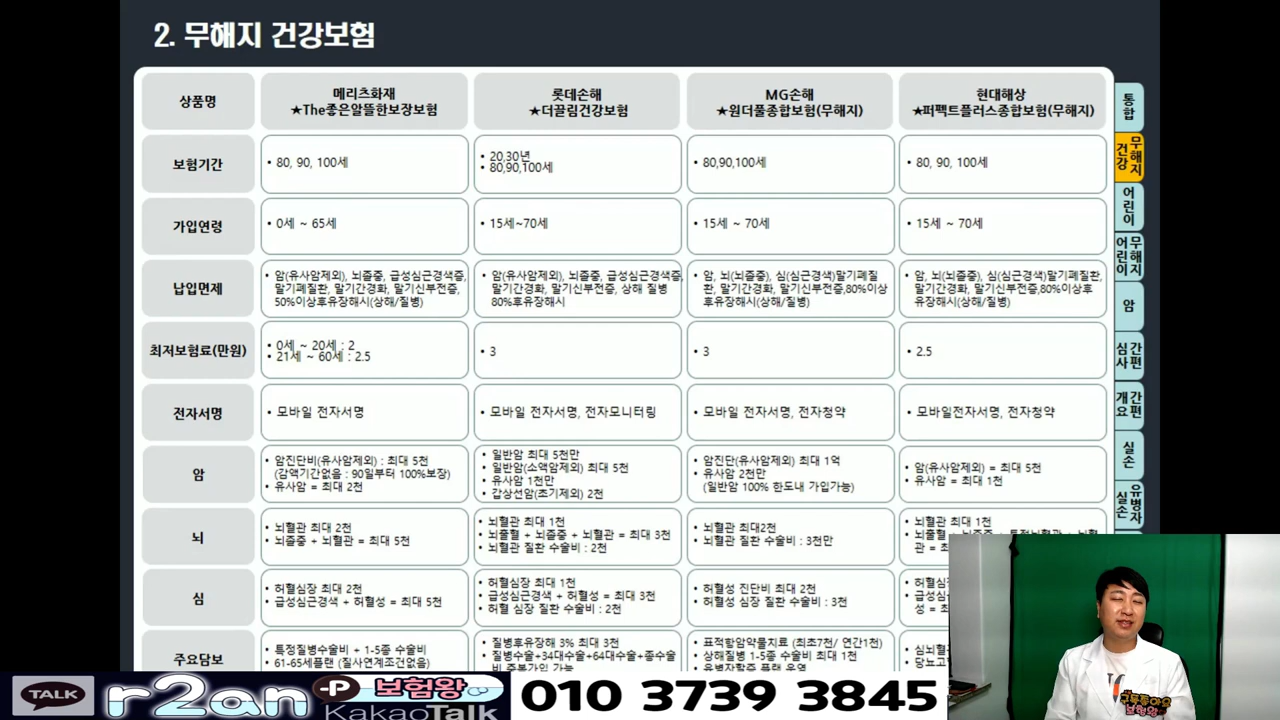 2. 무해지 건강보험
상품명
메리츠화재
★The좋은알뜰한보장보험
롯데손해
★더끌림건강보험
MG손해
★원더풀종합보험(무해지)
현대해상
★퍼펙트플러스종합보험(무해지)
보험기간
• 80, 90, 100세
• 20.30년
• 80,90,100세
• 80,90,100세
• 80, 90, 100세
가입연령
• 0세 ~ 65세
• 15세~70세
• 15세 ~ 70세
• 15세 ~ 70세
납입면제
• 암(유사암제외), 뇌졸중, 급성심근경색증,
말기폐질환, 말기간경화, 말기신부전증,
50%이상후유장해시(상해/질병)
• 암(유사암제외), 뇌졸중, 급성심근경색증,
말기간경화, 말기신부전증, 상해 질병
80%후유장해시
• 암, 뇌(뇌졸중), 심(심근경색)말기폐질
환, 말기간경화, 말기신부전증,80%이상
후유장해시(상해/질병)
• 암, 뇌(뇌졸중), 심(심근경색)말기폐질환,
말기간경화, 말기신부전증,80%이상후
유장해시(상해/질병)
최저보험료(만원)
• 0세 ~ 20세 : 2
• 21세 ~ 60세 : 2.5
• 3
• 3
• 2.5
전자서명
• 모바일 전자서명
• 모바일 전자서명, 전자모니터링
• 모바일 전자서명, 전자청약
• 모바일전자서명, 전자청약
암
• 암진단비(유사암제외) : 최대 5천
(감액기간없음 : 90일부터 100%보장)
• 유사암 = 최대 2천
• 일반암 최대 5천만
• 일반암(소액암제외) 최대 5천
• 유사암 1천만
• 갑상선암(초기제외) 2천
• 암진단(유사암제외) 최대 1억
• 유사암 2천만
(일반암 100% 한도내 가입가능)
• 암(유사암제외) = 최대 5천
• 유사암 = 최대 1천
뇌
• 뇌혈관 최대 2천
• 뇌졸중 + 뇌혈관 = 최대 5천
• 뇌혈관 최대 1천
• 뇌출혈 + 뇌졸중 + 뇌혈관 = 최대 3천
• 뇌혈관 질환 수술비 : 2천
• 뇌혈관 최대2천
• 뇌혈관 질환 수술비 : 3천만
• 뇌혈관 최대 1천
심
• 허혈심장 최대 2천
• 급성심근경색 + 허혈성 = 최대 5천
• 허혈심장 최대 1천
• 급성심근경색 + 허혈성 = 최대 3천
• 허혈 심장 질환 수술비 : 2천
• 허혈성 진단비 최대 2천
• 허혈성 심장 질환 수술비 : 3천
주요담보
• 특정질병수술비 + 1-5종 수술비
• 61-65세플랜 (질사연계조건없음)
• 질병후유장해 3% 최대 3천
• 질병수술+34대수술+64대수술+종수술
비 중복가입 가능
• 표적항암약물치료 (최초7천/ 연간1천)
• 상해질병 1-5종 수술비 최대 1천
통합
무해지 건강
어린이
무해지 어린이
암
간편 심사
간편 개요
실손
유병자 실손
TALK
r2an
-P 보험왕
KakaoTalk
010 3739 3845
구독좋아요
보험왕